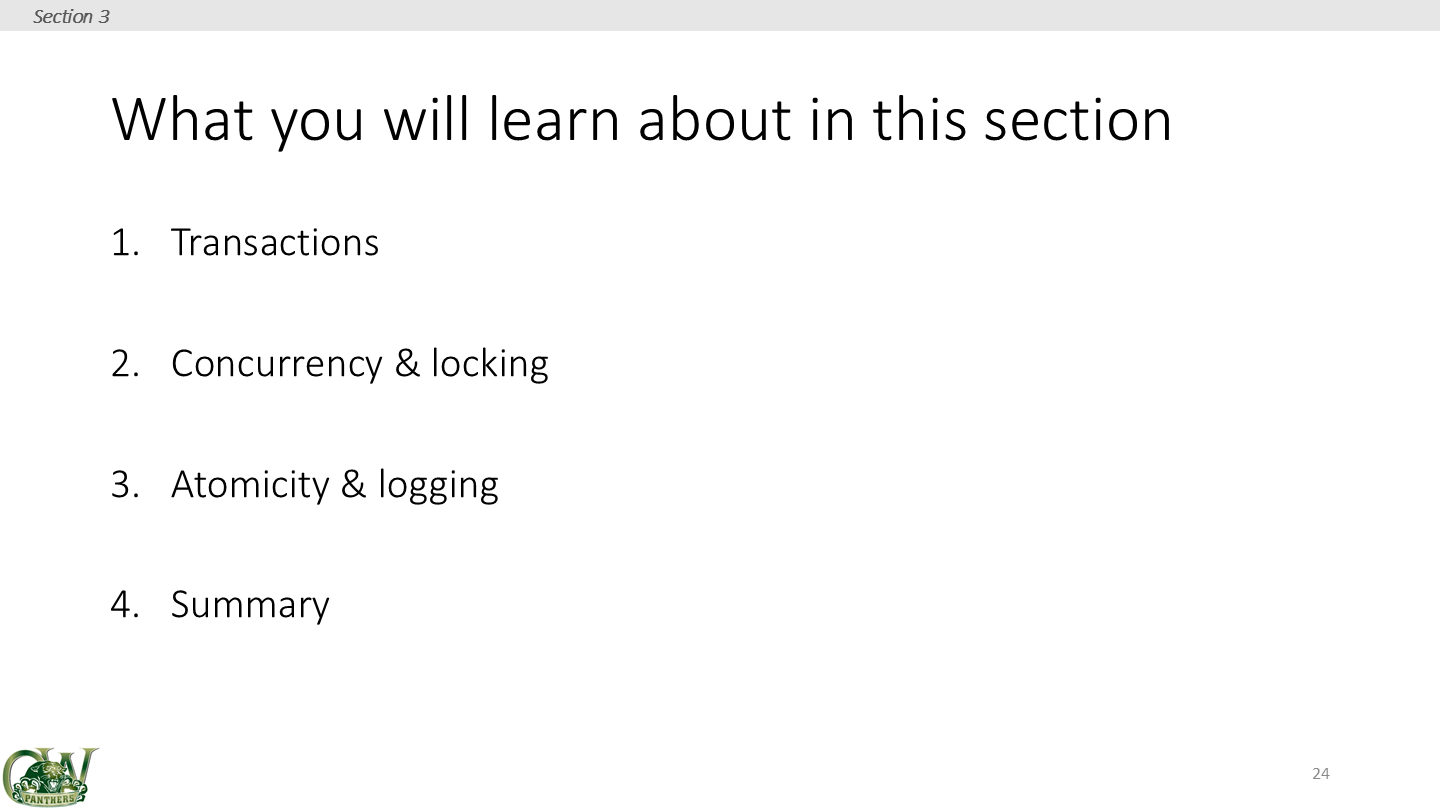 Section 3
What you will learn about in this section
1. Transactions
2. Concurrency & locking
3. Atomicity & logging
4. Summary
OW
PANTHERS
24